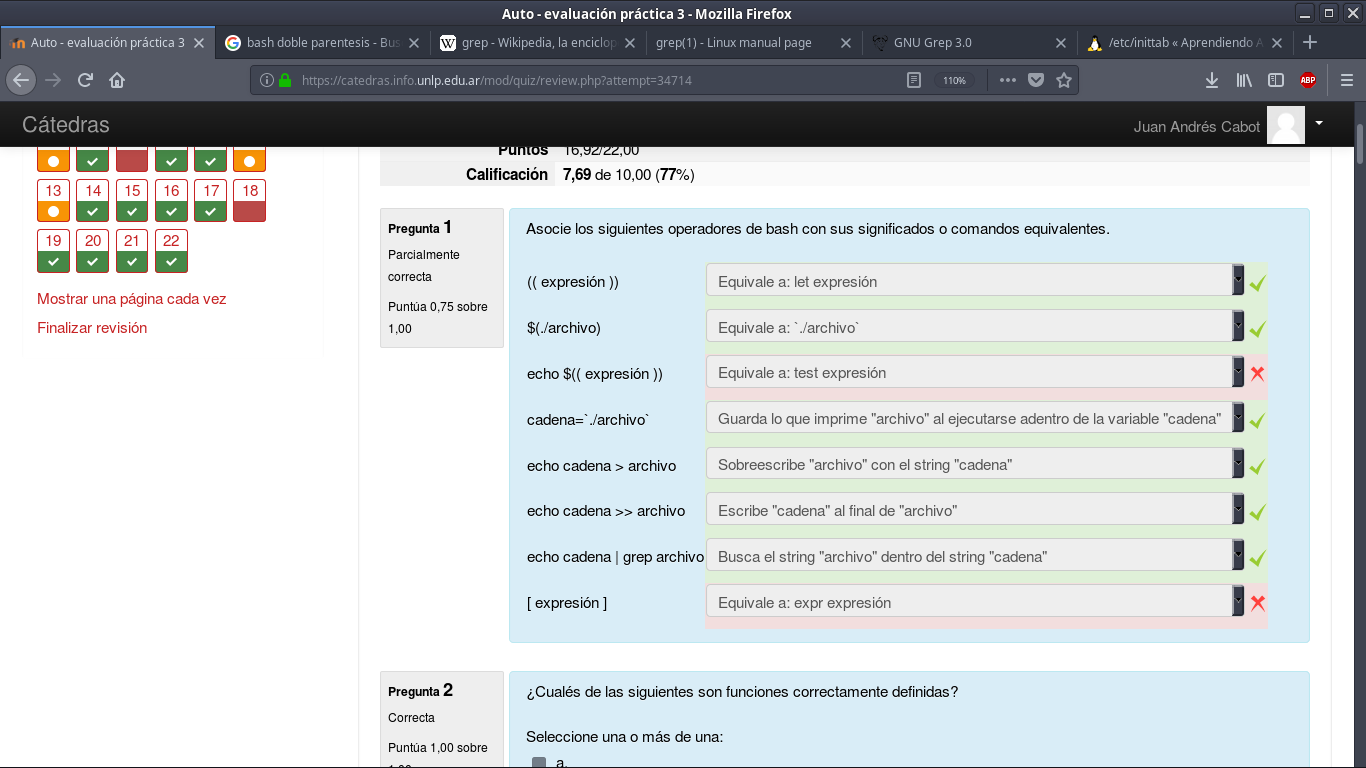 Auto - evaluación práctica 3 - Mozilla Firefox
Auto - evaluación práctica 3
bash doble parentesis - Bus
grep - Wikipedia, la enciclop
grep(1) - Linux manual page
GNU Grep 3.0
/etc/inittab « Aprendiendo A
https://catedras.info.unlp.edu.ar/mod/quiz/review.php?attempt=34714
110%
ABP
Cátedras
Juan Andrés Cabot
13 14 15 16 17 18
19 20 21 22
Mostrar una página cada vez
Finalizar revisión
Puntos 16,92/22,00
Calificación 7,69 de 10,00 (77%)
Pregunta 1
Parcialmente
correcta
Puntúa 0,75 sobre
1,00
Asocie los siguientes operadores de bash con sus significados o comandos equivalentes.
(( expresión )) Equivale a: let expresión
$(./archivo) Equivale a: `./archivo`
echo $(( expresión )) Equivale a: test expresión
cadena=`./archivo` Guarda lo que imprime "archivo" al ejecutarse adentro de la variable "cadena"
echo cadena > archivo Sobreescribe "archivo" con el string "cadena"
echo cadena >> archivo Escribe "cadena" al final de "archivo"
echo cadena | grep archivo Busca el string "archivo" dentro del string "cadena"
[ expresión ] Equivale a: expr expresión
Pregunta 2
Correcta
Puntúa 1,00 sobre
¿Cualés de las siguientes son funciones correctamente definidas?
Seleccione una o más de una:
a.